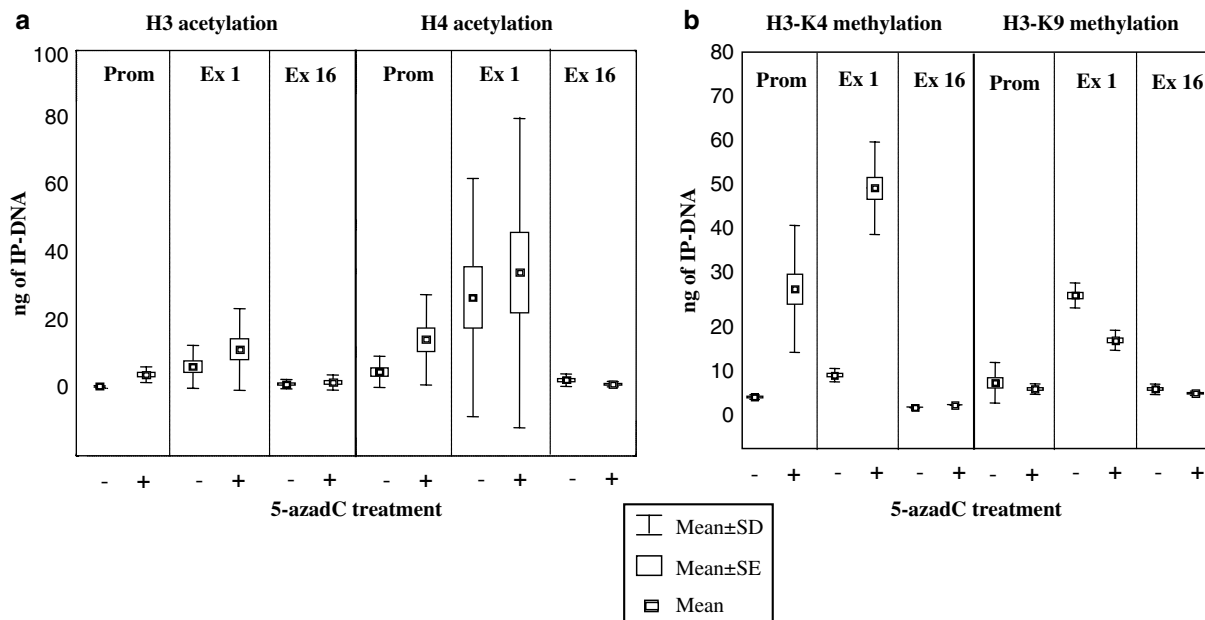 a
H3 acetylation
H4 acetylation
Prom
Ex 1
Ex 16
Prom
Ex 1
Ex 16
100
80
60
40
20
0
ng of IP-DNA
- + - + - + - + - + - +
5-azadC treatment
b
H3-K4 methylation
H3-K9 methylation
Prom
Ex 1
Ex 16
Prom
Ex 1
Ex 16
80
70
60
50
40
30
20
10
0
ng of IP-DNA
- + - + - + - + - + - +
5-azadC treatment
Mean±SD
Mean±SE
Mean